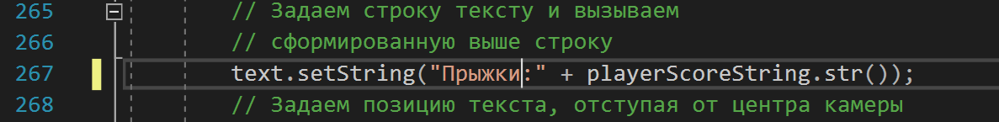 265 // Задаем строку тексту и вызываем
266 // сформированную выше строку
267 text.setString("Прыжки:" + playerScoreString.str());
268 // Задаем позицию текста, отступая от центра камеры